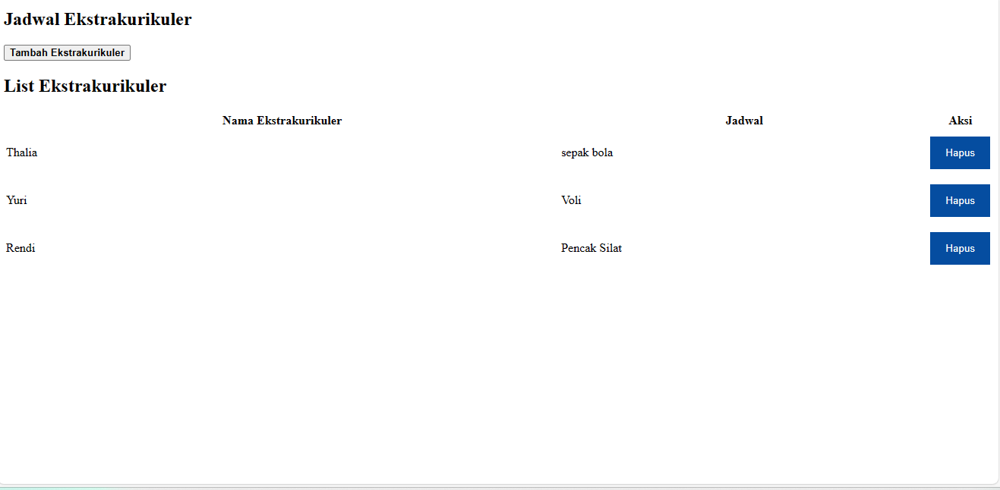 Jadwal Ekstrakurikuler
Tambah Ekstrakurikuler
List Ekstrakurikuler
Nama Ekstrakurikuler Jadwal Aksi
Thalia sepak bola Hapus
Yuri Voli Hapus
Rendi Pencak Silat Hapus